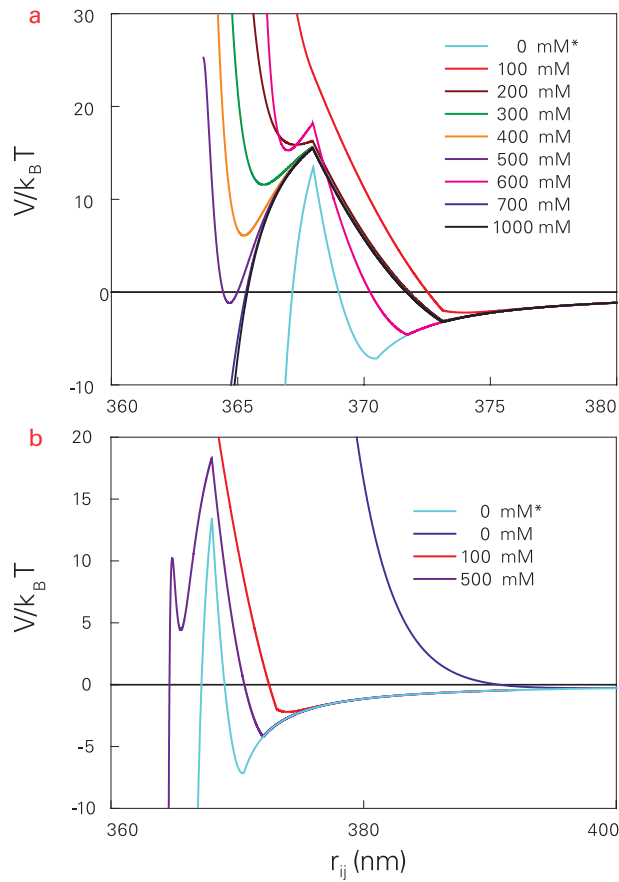 a
30
20
10
0
-10
V/k_B T
0 mM*
100 mM
200 mM
300 mM
400 mM
500 mM
600 mM
700 mM
1000 mM
360 365 370 375 380
b
20
15
10
5
0
-5
-10
V/k_B T
0 mM*
0 mM
100 mM
500 mM
360 380 400
r_ij (nm)